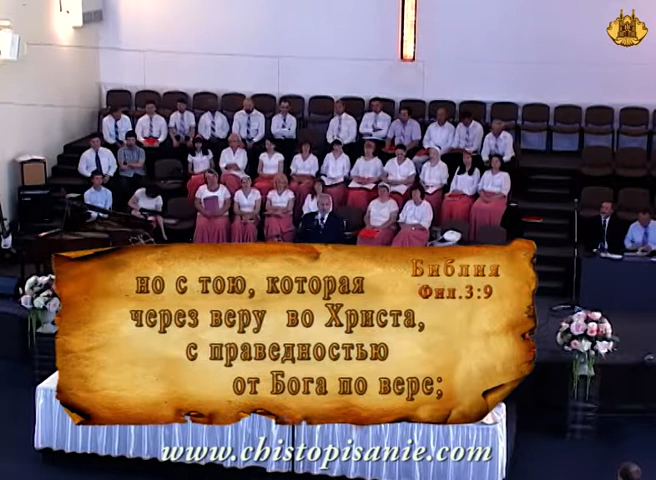 но с тою, которая
Библия
Фил.3:9
через веру во Христа,
с праведностью
от Бога по вере;
www.chistopisanie.com